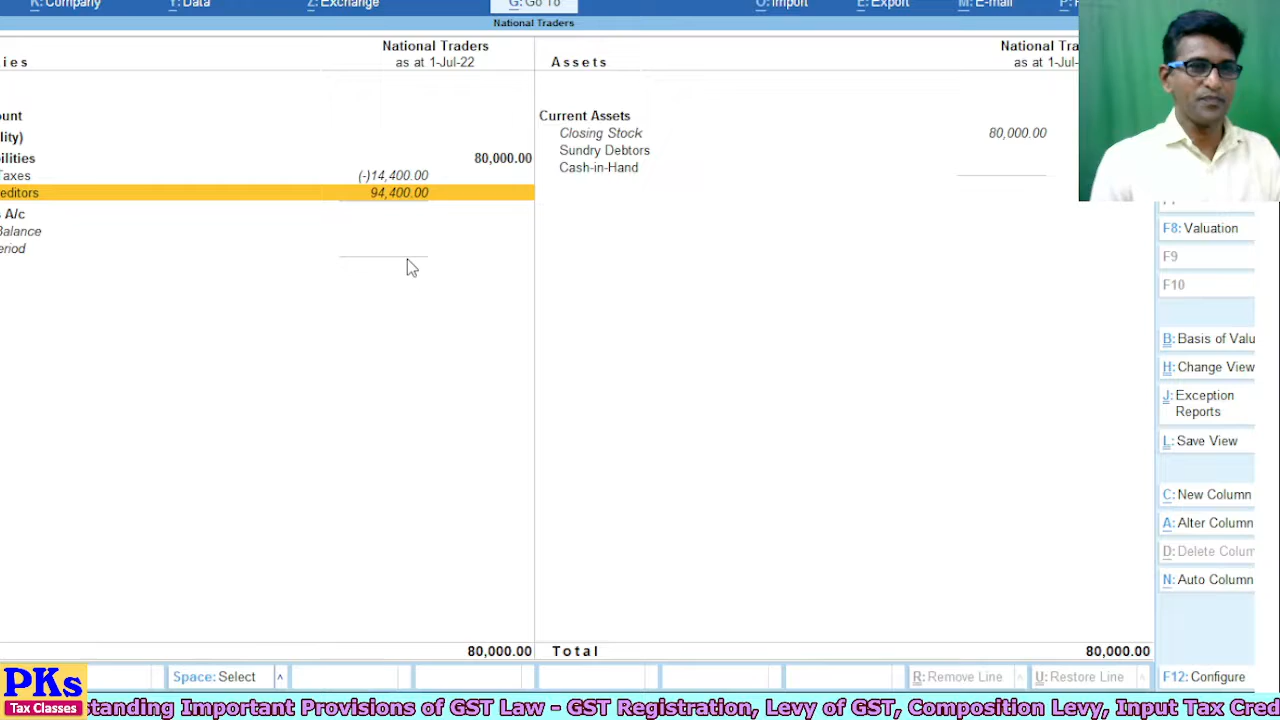 K: Company Y: Data Z: Exchange G: Go To O: Import E: Export M: E-mail
National Traders
ies
National Traders
as at 1-Jul-22
Assets
National Tra
as at 1-Jul-
ount
lity)
ilities 80,000.00
Taxes (-)14,400.00
editors 94,400.00
s A/c
Balance
eriod
Current Assets
Closing Stock 80,000.00
Sundry Debtors
Cash-in-Hand
F8: Valuation
F9
F10
B: Basis of Valu
H: Change View
J: Exception
Reports
L: Save View
C: New Column
A: Alter Column
D: Delete Colum
N: Auto Column
80,000.00
Total 80,000.00
Space: Select ^
R: Remove Line
U: Restore Line
F12: Configure
PKs
Tax Classes
standing Important Provisions of GST Law - GST Registration, Levy of GST, Composition Levy, Input Tax Cred